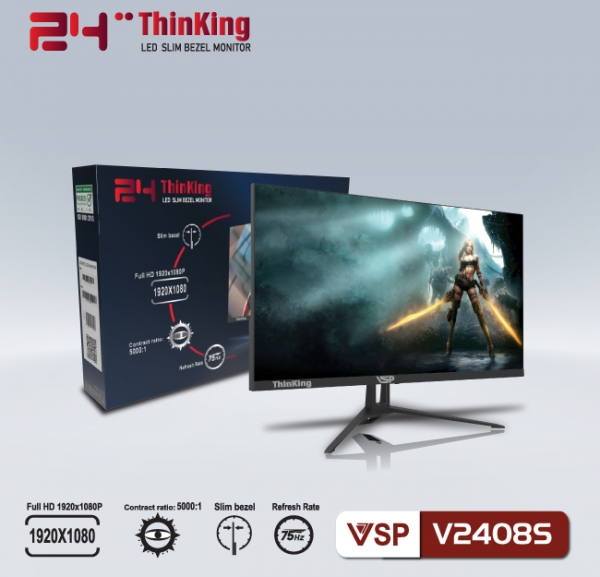 24" ThinKing
LED SLIM BEZEL MONITOR
24 ThinKing
LED SLIM BEZEL MONITOR
Slim bezel
Full HD 1920x1080P
1920X1080
Contract ratio:
5000:1
Refresh Rate
75Hz
ThinKing
VSP
Full HD 1920x1080P
1920X1080
Contract ratio: 5000:1
Slim bezel
Refresh Rate
75Hz
VSP V2408S